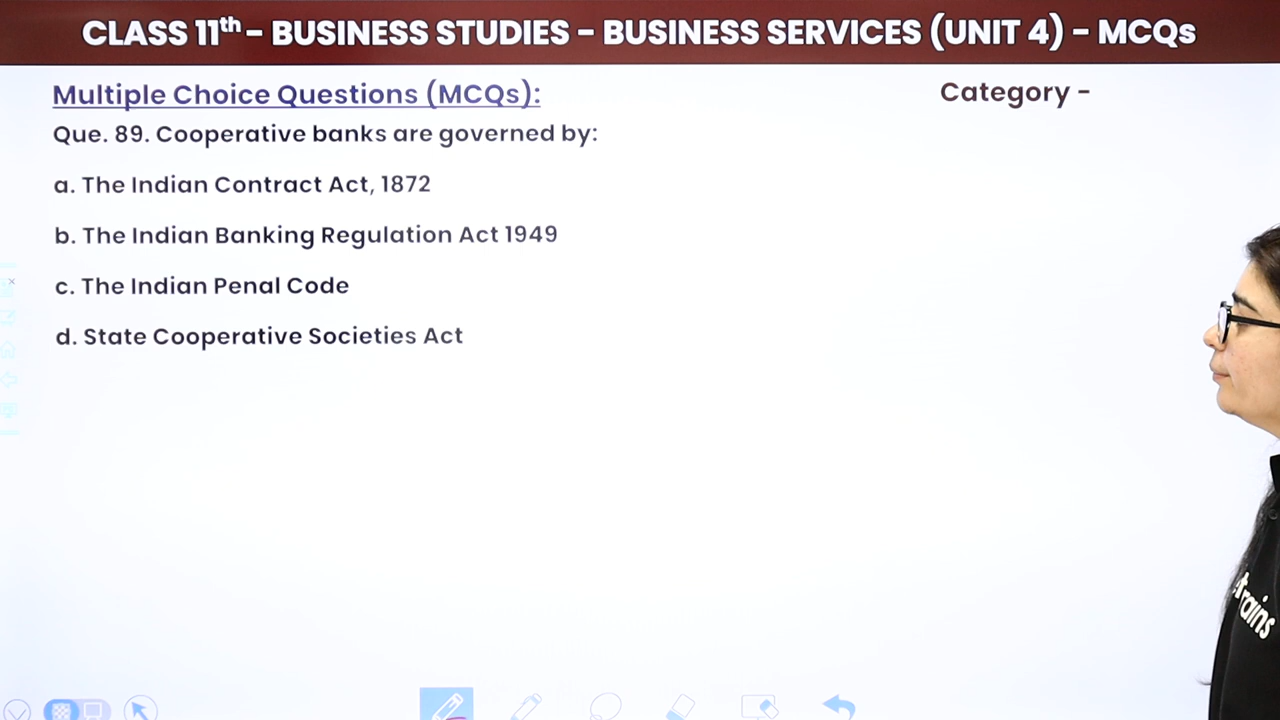 CLASS 11th - BUSINESS STUDIES - BUSINESS SERVICES (UNIT 4) - MCQs
Multiple Choice Questions (MCQs):
Category -
Que. 89. Cooperative banks are governed by:
a. The Indian Contract Act, 1872
b. The Indian Banking Regulation Act 1949
c. The Indian Penal Code
d. State Cooperative Societies Act